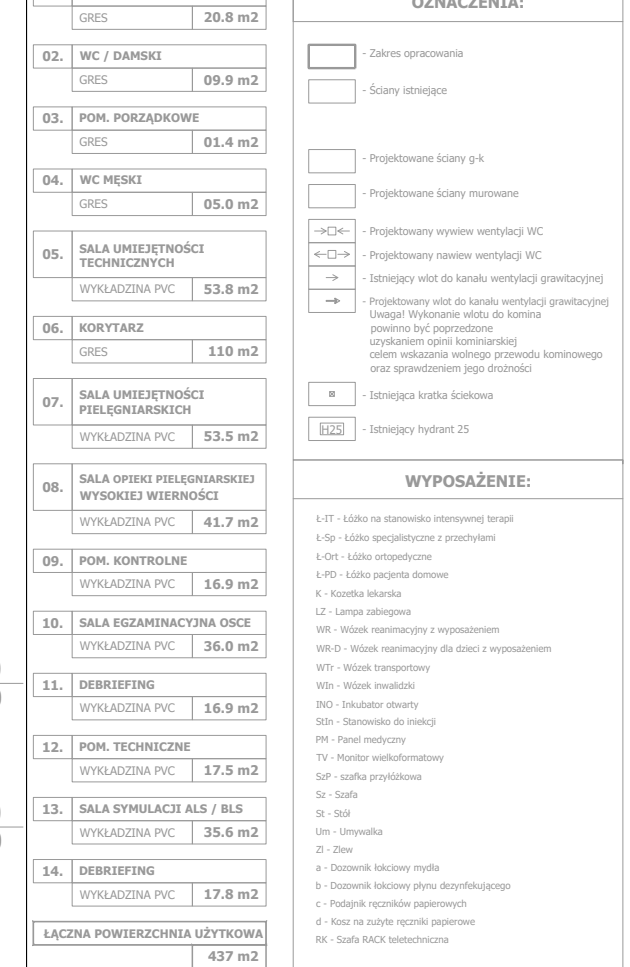 GRES 20.8 m2
02. WC / DAMSKI
GRES 09.9 m2
03. POM. PORZĄDKOWE
GRES 01.4 m2
04. WC MĘSKI
GRES 05.0 m2
05. SALA UMIEJĘTNOŚCI
TECHNICZNYCH
WYKŁADZINA PVC 53.8 m2
06. KORYTARZ
GRES 110 m2
07. SALA UMIEJĘTNOŚCI
PIELĘGNIARSKICH
WYKŁADZINA PVC 53.5 m2
08. SALA OPIEKI PIELĘGNIARSKIEJ
WYSOKIEJ WIERNOŚCI
WYKŁADZINA PVC 41.7 m2
09. POM. KONTROLNE
WYKŁADZINA PVC 16.9 m2
10. SALA EGZAMINACYJNA OSCE
WYKŁADZINA PVC 36.0 m2
11. DEBRIEFING
WYKŁADZINA PVC 16.9 m2
12. POM. TECHNICZNE
WYKŁADZINA PVC 17.5 m2
13. SALA SYMULACJI ALS / BLS
WYKŁADZINA PVC 35.6 m2
14. DEBRIEFING
WYKŁADZINA PVC 17.8 m2
ŁĄCZNA POWIERZCHNIA UŻYTKOWA
437 m2
OZNACZENIA:
- Zakres opracowania
- Ściany istniejące
- Projektowane ściany g-k
- Projektowane ściany murowane
- Projektowany wywiew wentylacji WC
- Projektowany nawiew wentylacji WC
- Istniejący wlot do kanału wentylacji grawitacyjnej
- Projektowany wlot do kanału wentylacji grawitacyjnej
Uwaga! Wykonanie wlotu do komina
powinno być poprzedzone
uzyskaniem opinii kominiarskiej
celem wskazania wolnego przewodu kominowego
oraz sprawdzeniem jego drożności
- Istniejąca kratka ściekowa
H25 - Istniejący hydrant 25
WYPOSAŻENIE:
Ł-IT - Łóżko na stanowisko intensywnej terapii
Ł-Sp - Łóżko specjalistyczne z przechyłami
Ł-Ort - Łóżko ortopedyczne
Ł-PD - Łóżko pacjenta domowe
K - Kozetka lekarska
LZ - Lampa zabiegowa
WR - Wózek reanimacyjny z wyposażeniem
WR-D - Wózek reanimacyjny dla dzieci z wyposażeniem
WTr - Wózek transportowy
WIn - Wózek inwalidzki
INO - Inkubator otwarty
StIn - Stanowisko do iniekcji
PM - Panel medyczny
TV - Monitor wielkoformatowy
SzP - szafka przyłóżkowa
Sz - Szafa
St - Stół
Um - Umywalka
Zl - Zlew
a - Dozownik łokciowy mydła
b - Dozownik łokciowy płynu dezynfekującego
c - Podajnik ręczników papierowych
d - Kosz na zużyte ręczniki papierowe
RK - Szafa RACK teletechniczna